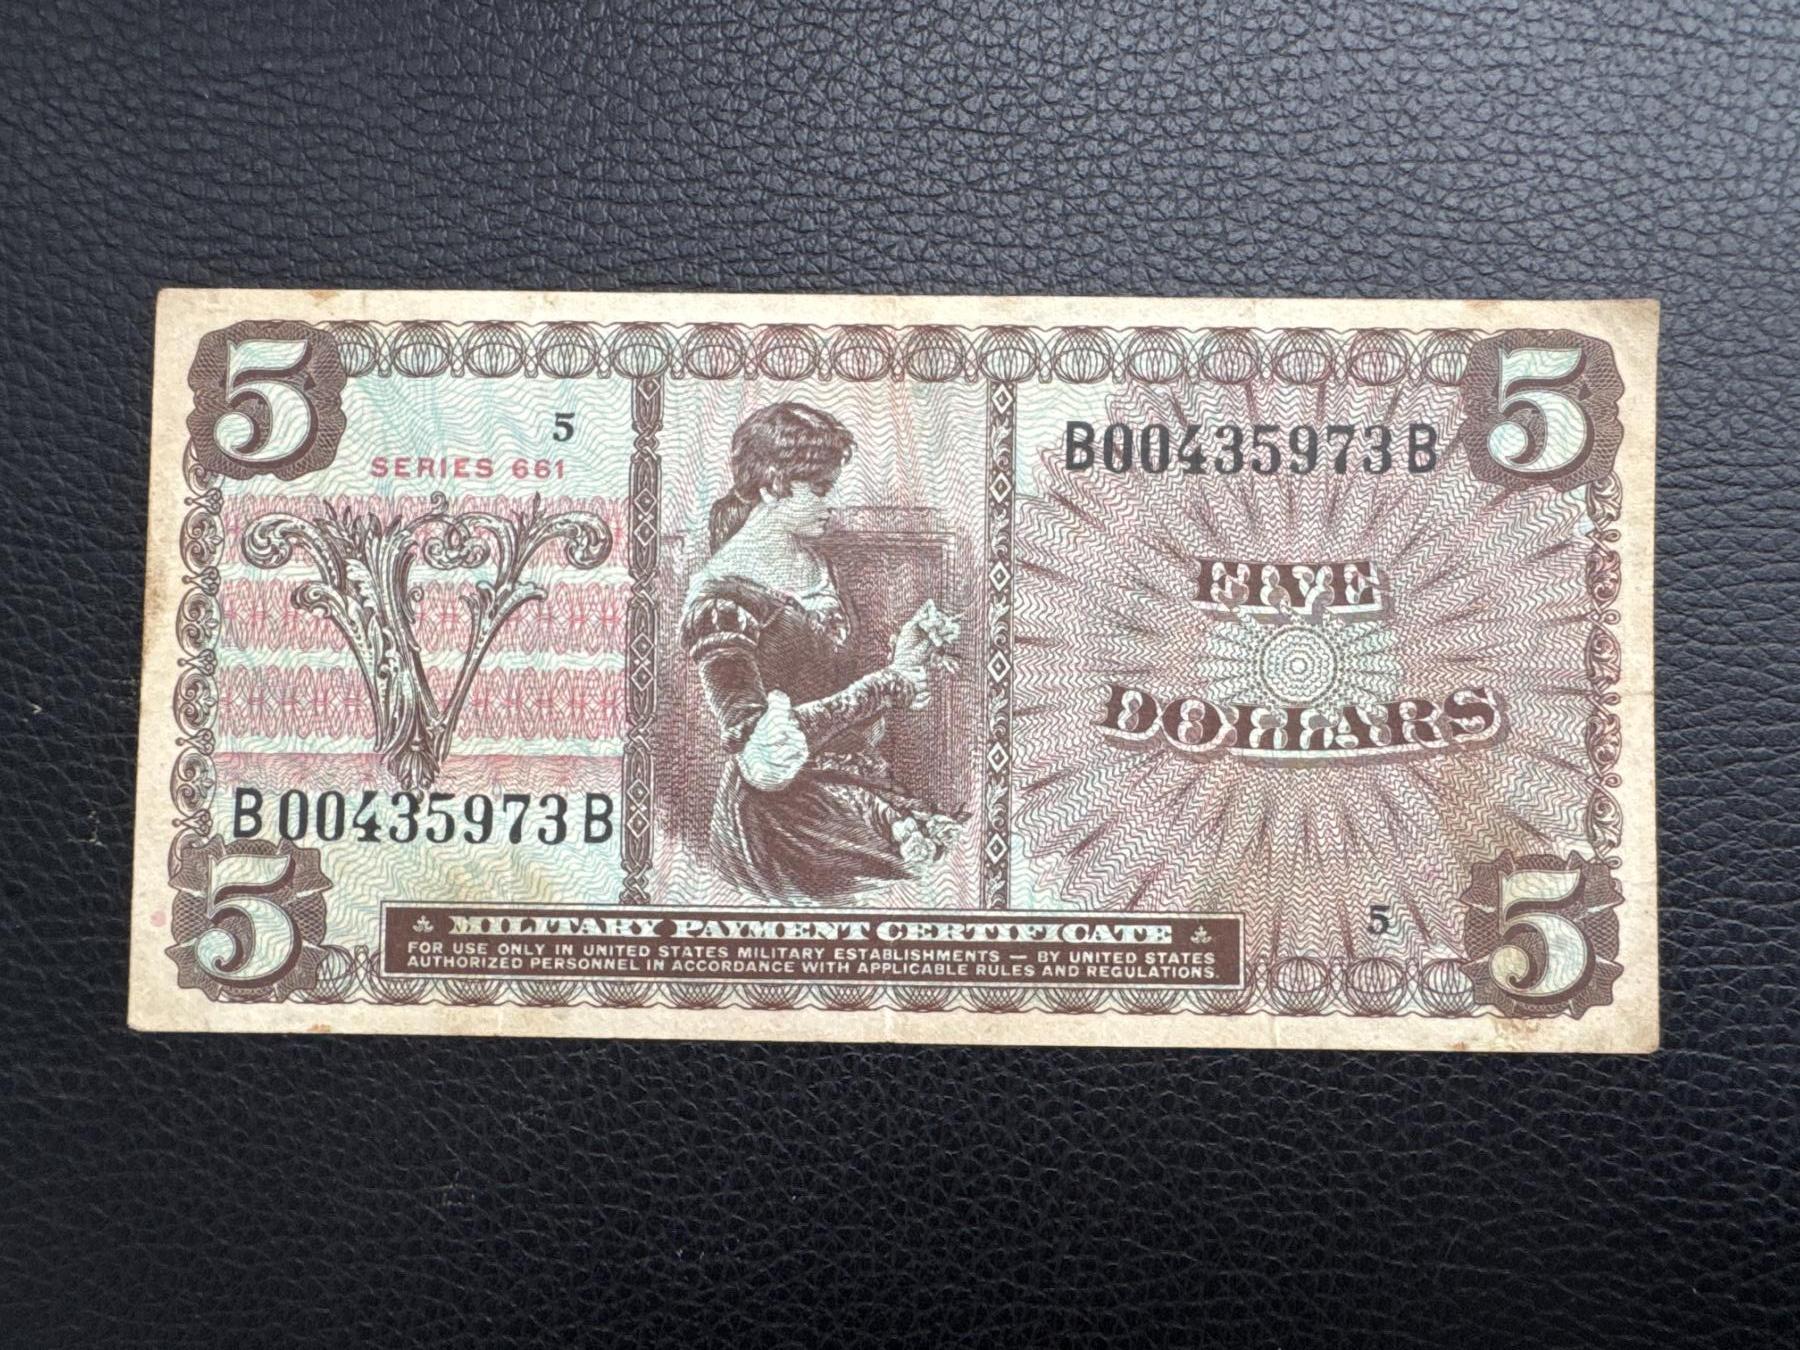 5 5
5
SERIES 661
B00435973B
FIVE
DOLLARS
B00435973B
5
5 5
MILITARY PAYMENT CERTIFICATE
FOR USE ONLY IN UNITED STATES MILITARY ESTABLISHMENTS — BY UNITED STATES
AUTHORIZED PERSONNEL IN ACCORDANCE WITH APPLICABLE RULES AND REGULATIONS.